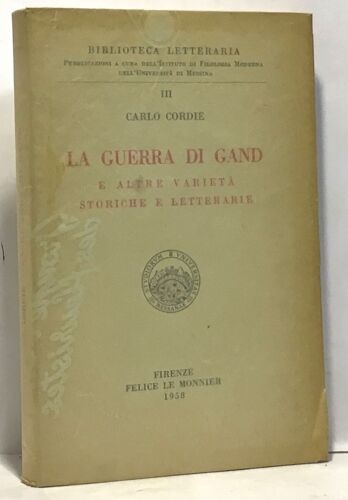 BIBLIOTECA LETTERARIA
PUBBLICAZIONI A CURA DELL'ISTITUTO DI FILOLOGIA MODERNA
DELL'UNIVERSITÀ DI MESSINA
III
CARLO CORDIÉ
LA GUERRA DI GAND
E ALTRE VARIETÀ
STORICHE E LETTERARIE
FIRENZE
FELICE LE MONNIER
1958